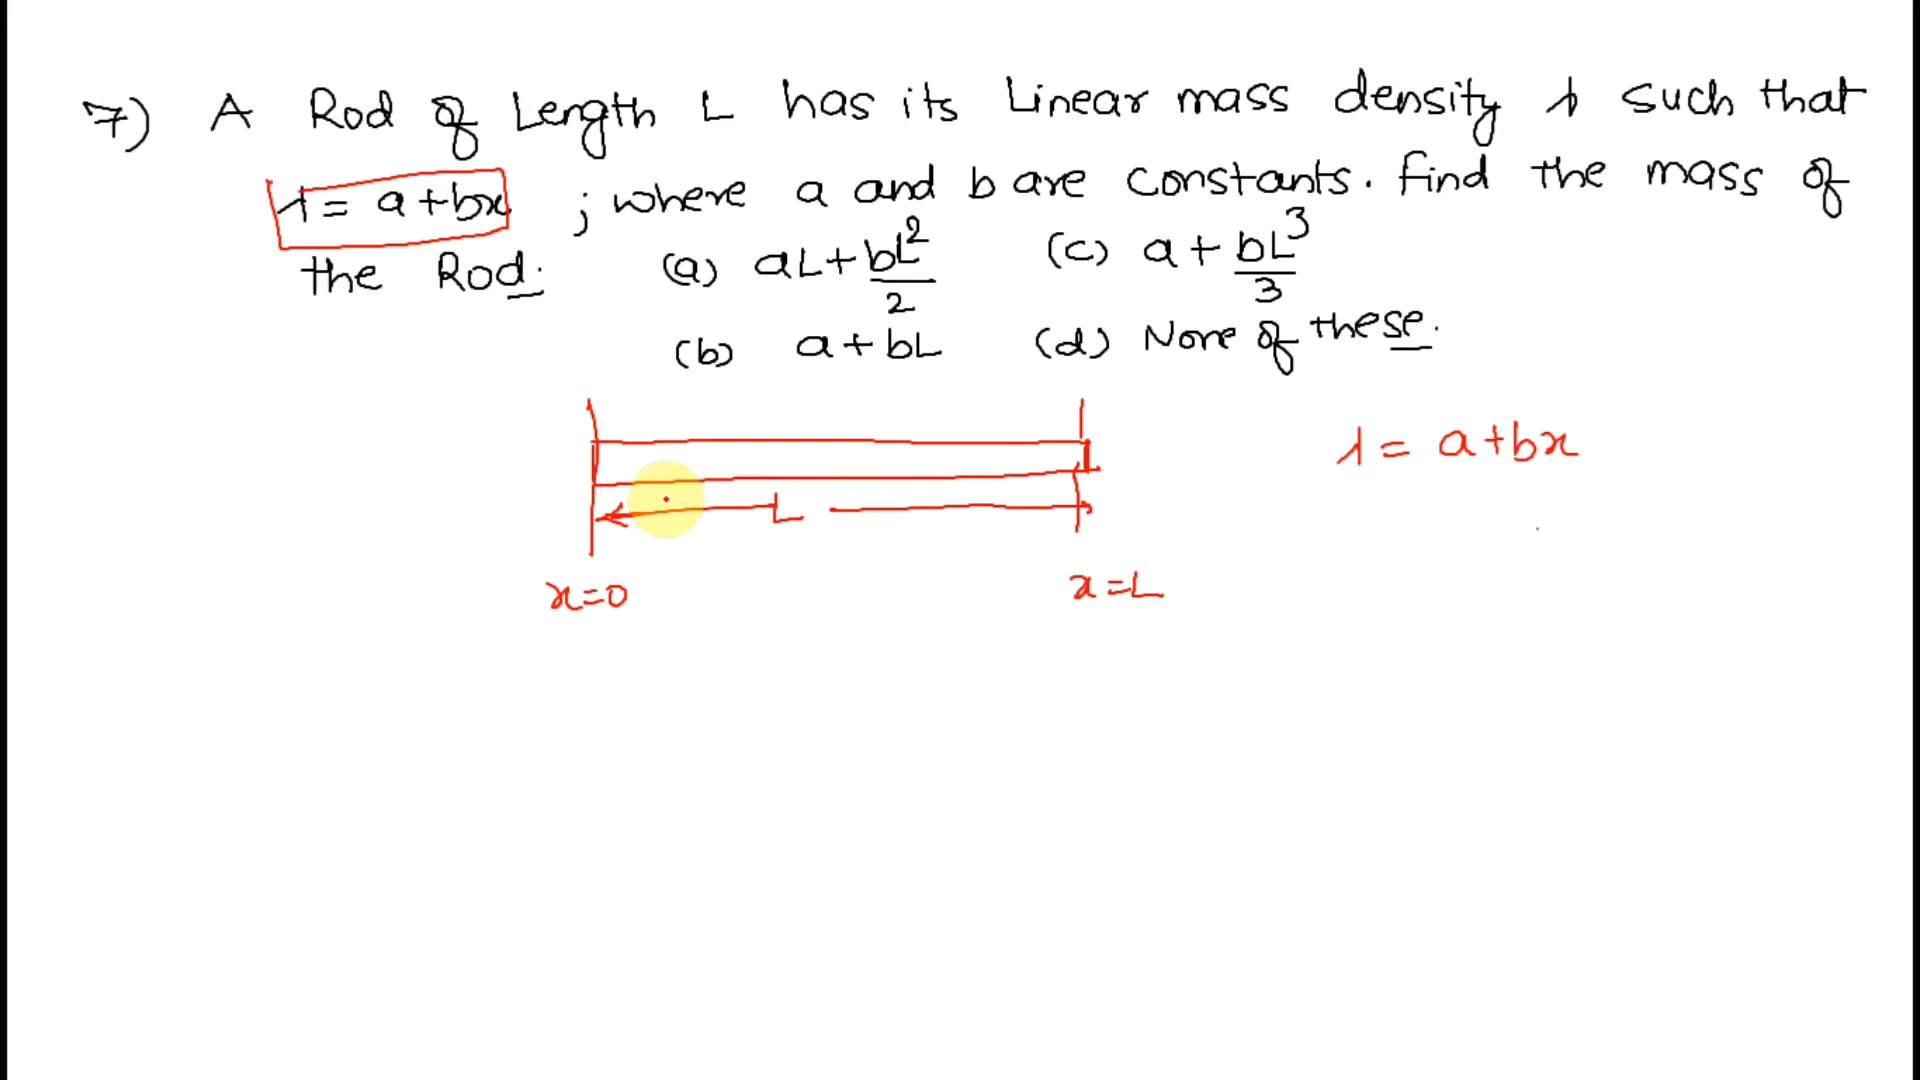 7) A Rod of Length L has its Linear mass density λ such that
λ = a+bx ; where a and b are constants. find the mass of
the Rod. (a) aL+bL²/2 (c) a + bL³/3
(b) a+bL (d) None of these.
λ = a+bx
L
x=0 x=L